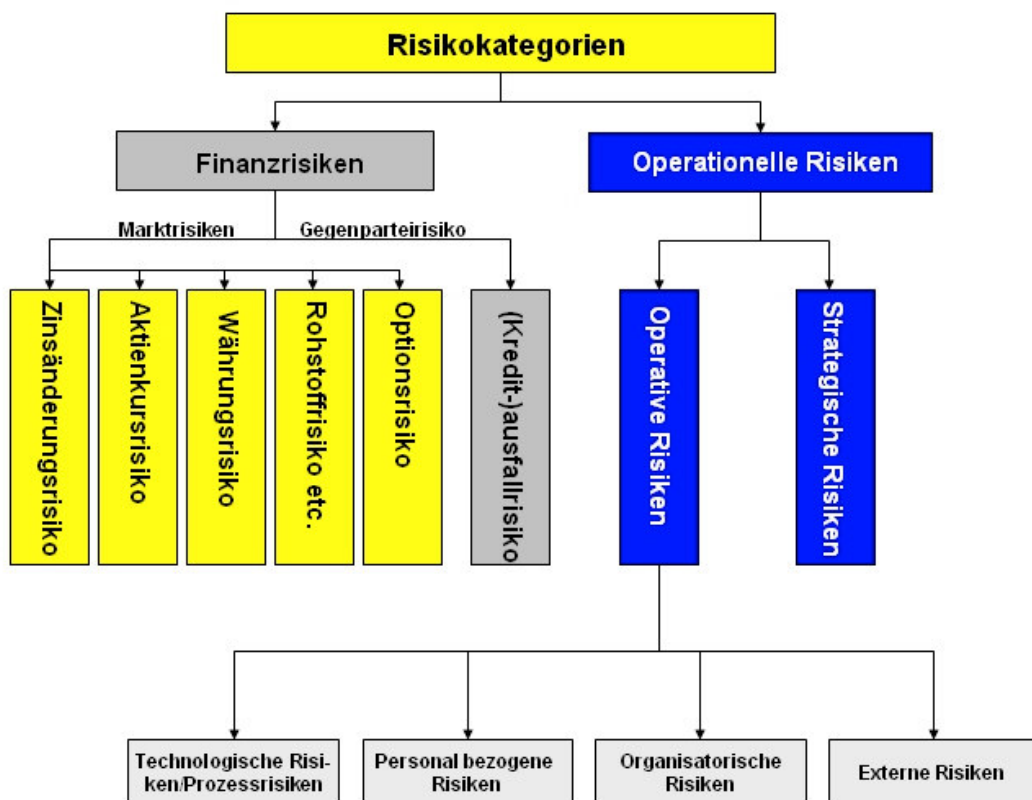 Risikokategorien
Finanzrisiken
Operationelle Risiken
Marktrisiken
Gegenparteirisiko
Zinsänderungsrisiko
Aktienkursrisiko
Währungsrisiko
Rohstoffrisiko etc.
Optionsrisiko
(Kredit-)ausfallrisiko
Operative Risiken
Strategische Risiken
Technologische Risi-
ken/Prozessrisiken
Personal bezogene
Risiken
Organisatorische
Risiken
Externe Risiken